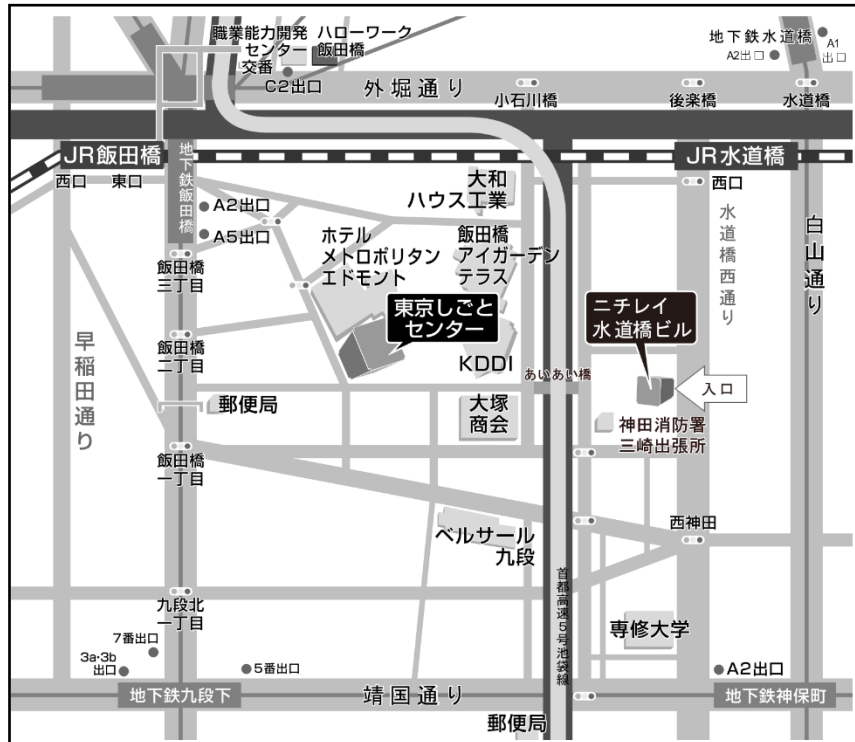 職業能力開発
センター
ハローワーク
飯田橋
交番
C2出口
外堀通り
小石川橋
後楽橋
水道橋
地下鉄水道橋
A2出口
A1
出口
JR飯田橋
西口
東口
地下鉄飯田橋
JR水道橋
西口
A2出口
A5出口
大和
ハウス工業
ホテル
メトロポリタン
エドモント
飯田橋
アイガーデン
テラス
飯田橋
三丁目
東京しごと
センター
ニチレイ
水道橋ビル
水道橋西通り
白山通り
飯田橋
二丁目
早稲田通り
KDDI
あいあい橋
入口
郵便局
大塚
商会
神田消防署
三崎出張所
飯田橋
一丁目
西神田
ベルサール
九段
首都高速5号池袋線
九段北
一丁目
専修大学
7番出口
3a・3b
出口
5番出口
A2出口
地下鉄九段下
靖国通り
地下鉄神保町
郵便局